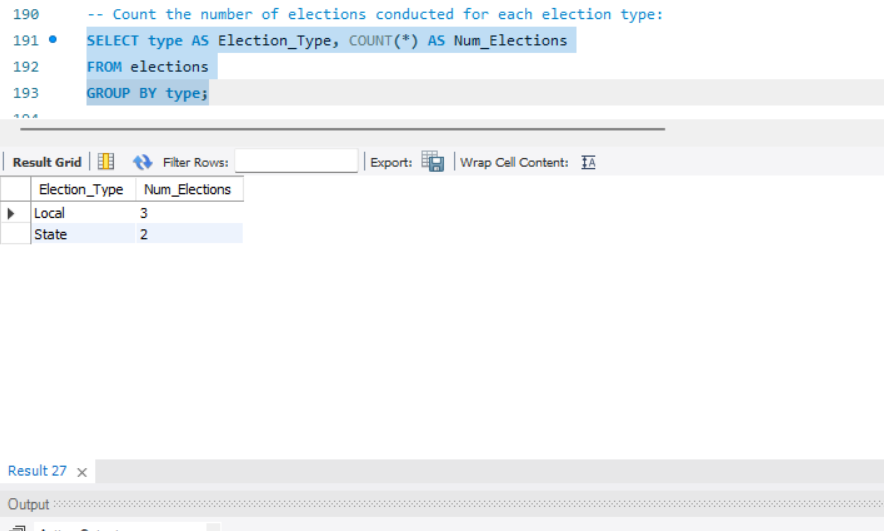 190 -- Count the number of elections conducted for each election type:
191 SELECT type AS Election_Type, COUNT(*) AS Num_Elections
192 FROM elections
193 GROUP BY type;
194
Result Grid Filter Rows: Export: Wrap Cell Content:
Election_Type Num_Elections
Local 3
State 2
Result 27
Output